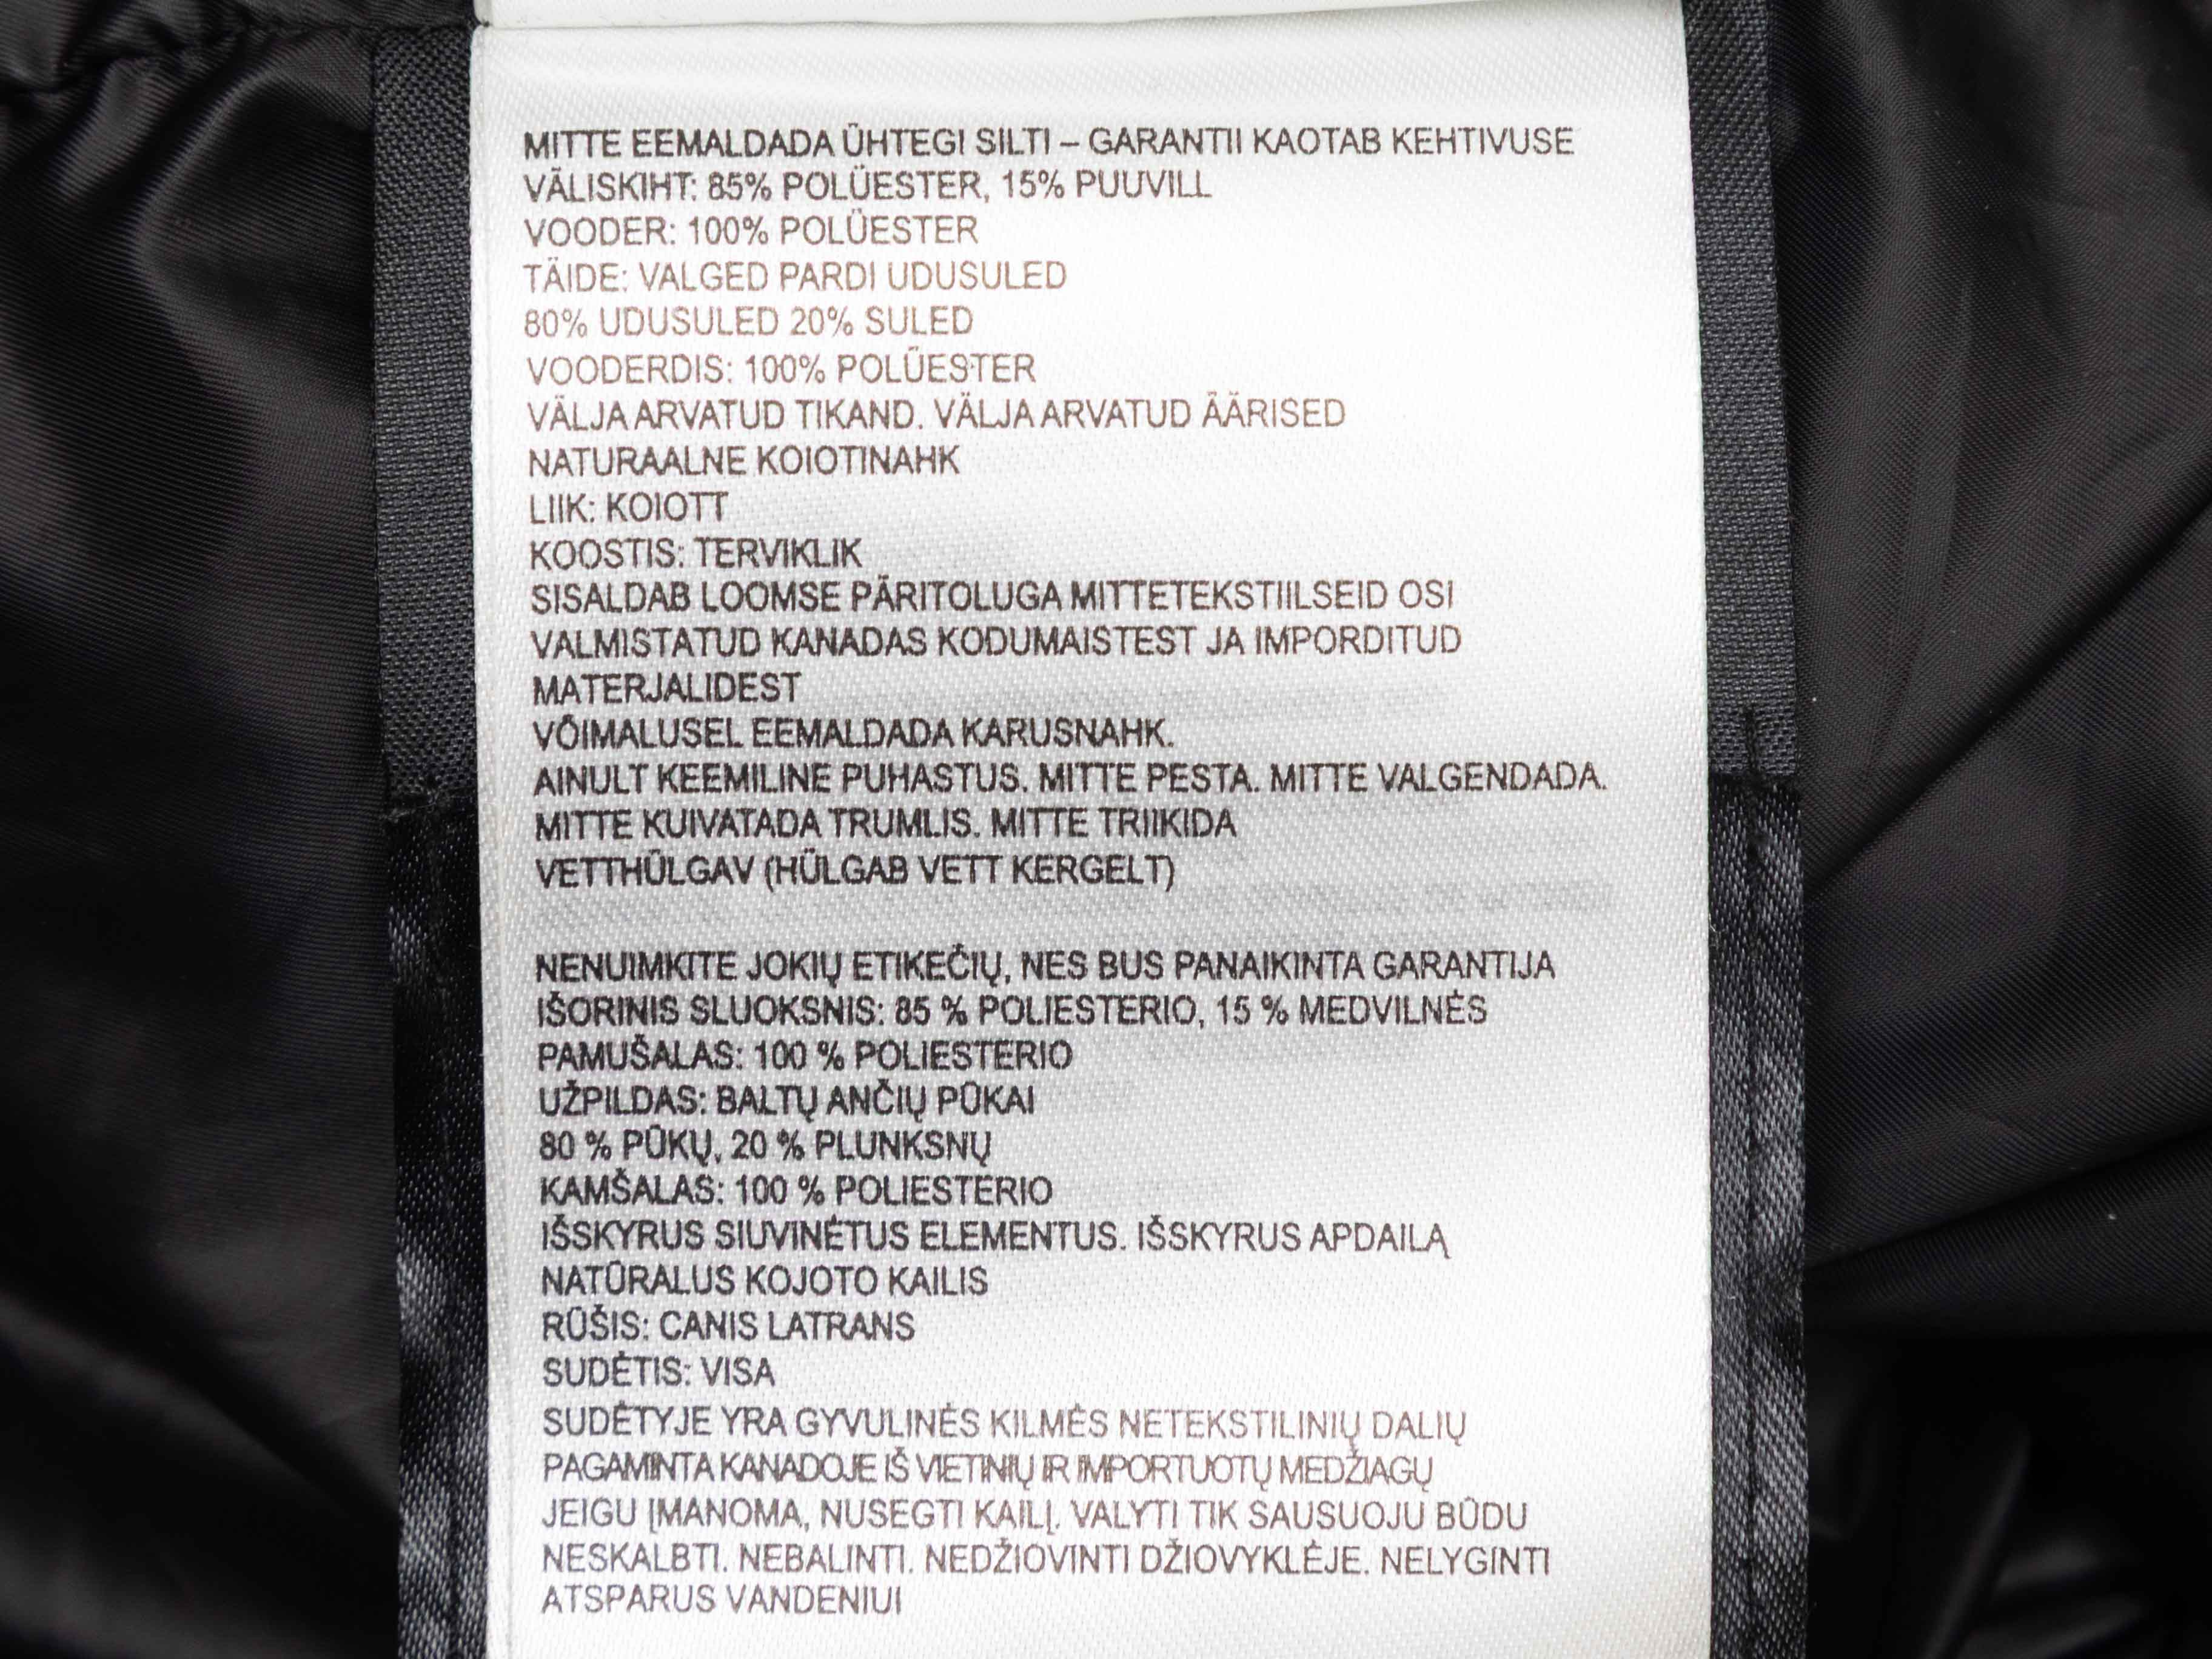 MITTE EEMALDADA ÜHTEGI SILTI – GARANTII KAOTAB KEHTIVUSE
VÄLISKIHT: 85% POLÜESTER, 15% PUUVILL
VOODER: 100% POLÜESTER
TÄIDE: VALGED PARDI UDUSULED
80% UDUSULED 20% SULED
VOODERDIS: 100% POLÜESTER
VÄLJA ARVATUD TIKAND. VÄLJA ARVATUD ÄÄRISED
NATURAALNE KOIOTINAHK
LIIK: KOIOTT
KOOSTIS: TERVIKLIK
SISALDAB LOOMSE PÄRITOLUGA MITTETEKSTIILSEID OSI
VALMISTATUD KANADAS KODUMAISTEST JA IMPORDITUD
MATERJALIDEST
VÕIMALUSEL EEMALDADA KARUSNAHK.
AINULT KEEMILINE PUHASTUS. MITTE PESTA. MITTE VALGENDADA.
MITTE KUIVATADA TRUMLIS. MITTE TRIIKIDA
VETTHÜLGAV (HÜLGAB VETT KERGELT)
NENUIMKITE JOKIŲ ETIKEČIŲ, NES BUS PANAIKINTA GARANTIJA
IŠORINIS SLUOKSNIS: 85 % POLIESTERIO, 15 % MEDVILNĖS
PAMUŠALAS: 100 % POLIESTERIO
UŽPILDAS: BALTŲ ANČIŲ PŪKAI
80 % PŪKŲ, 20 % PLUNKSNŲ
KAMŠALAS: 100 % POLIESTERIO
IŠSKYRUS SIUVINĖTUS ELEMENTUS. IŠSKYRUS APDAILĄ
NATŪRALUS KOJOTO KAILIS
RŪŠIS: CANIS LATRANS
SUDĖTIS: VISA
SUDĖTYJE YRA GYVULINĖS KILMĖS NETEKSTILINIŲ DALIŲ
PAGAMINTA KANADOJE IŠ VIETINIŲ IR IMPORTUOTŲ MEDŽIAGŲ
JEIGU ĮMANOMA, NUSEGTI KAILĮ. VALYTI TIK SAUSUOJU BŪDU
NESKALBTI. NEBALINTI. NEDŽIOVINTI DŽIOVYKLĖJE. NELYGINTI
ATSPARUS VANDENIUI